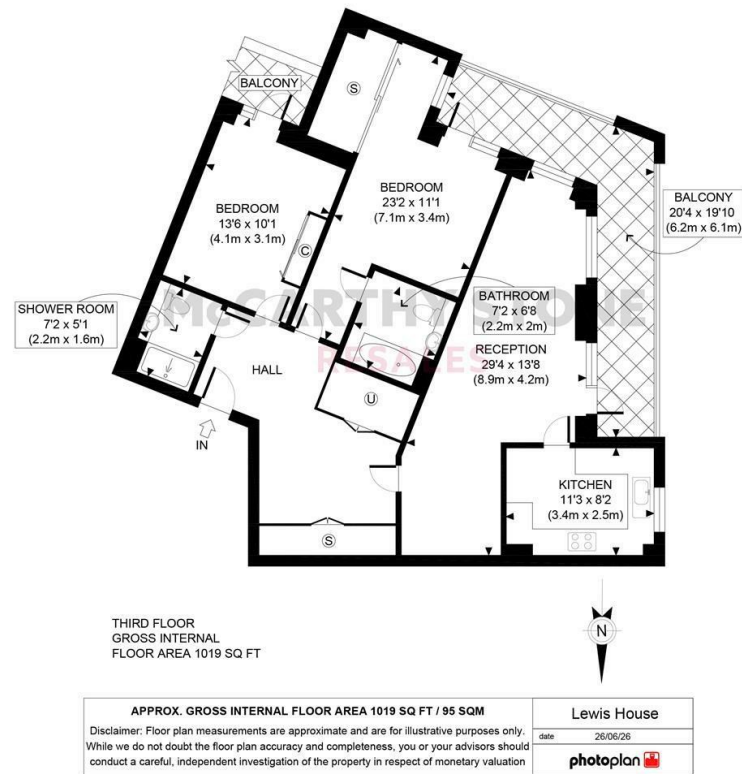 BALCONY
S
BEDROOM
23'2 x 11'1
(7.1m x 3.4m)
BEDROOM
13'6 x 10'1
(4.1m x 3.1m)
C
BALCONY
20'4 x 19'10
(6.2m x 6.1m)
SHOWER ROOM
7'2 x 5'1
(2.2m x 1.6m)
McCARTHY STONE
RESALES
BATHROOM
7'2 x 6'8
(2.2m x 2m)
RECEPTION
29'4 x 13'8
(8.9m x 4.2m)
HALL
U
IN
KITCHEN
11'3 x 8'2
(3.4m x 2.5m)
S
N
THIRD FLOOR
GROSS INTERNAL
FLOOR AREA 1019 SQ FT
APPROX. GROSS INTERNAL FLOOR AREA 1019 SQ FT / 95 SQM
Disclaimer: Floor plan measurements are approximate and are for illustrative purposes only.
While we do not doubt the floor plan accuracy and completeness, you or your advisors should
conduct a careful, independent investigation of the property in respect of monetary valuation
Lewis House
date 26/06/26
photoplan